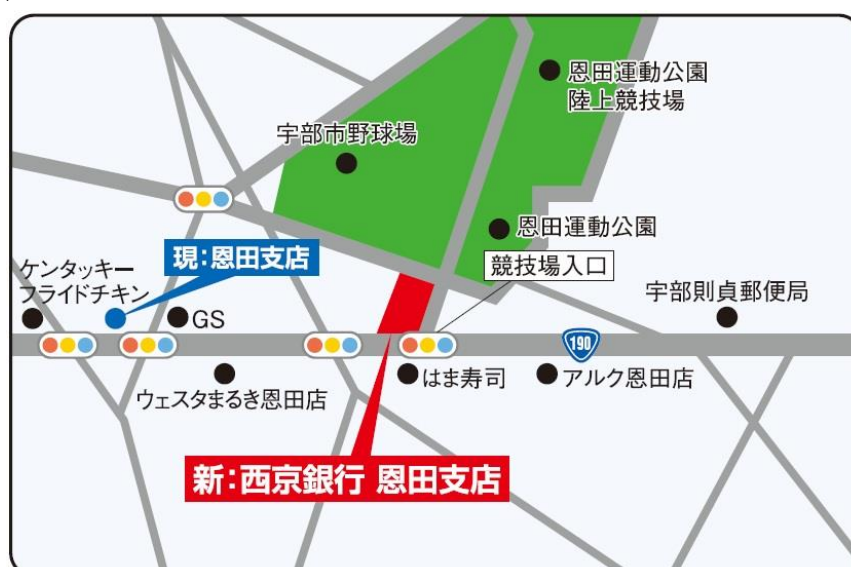 恩田運動公園
陸上競技場
宇部市野球場
恩田運動公園
現：恩田支店
競技場入口
ケンタッキー
フライドチキン
宇部則貞郵便局
GS
190
はま寿司
アルク恩田店
ウェスタまるき恩田店
新：西京銀行 恩田支店